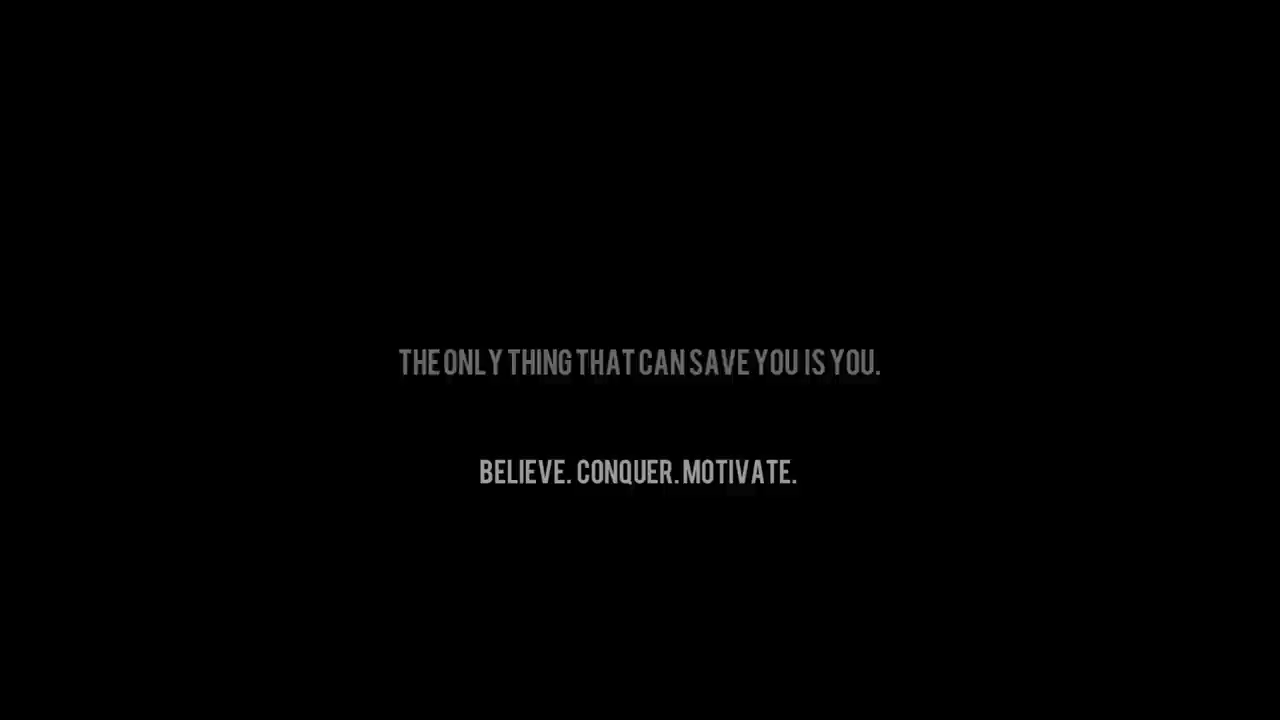 THE ONLY THING THAT CAN SAVE YOU IS YOU.
BELIEVE. CONQUER. MOTIVATE.